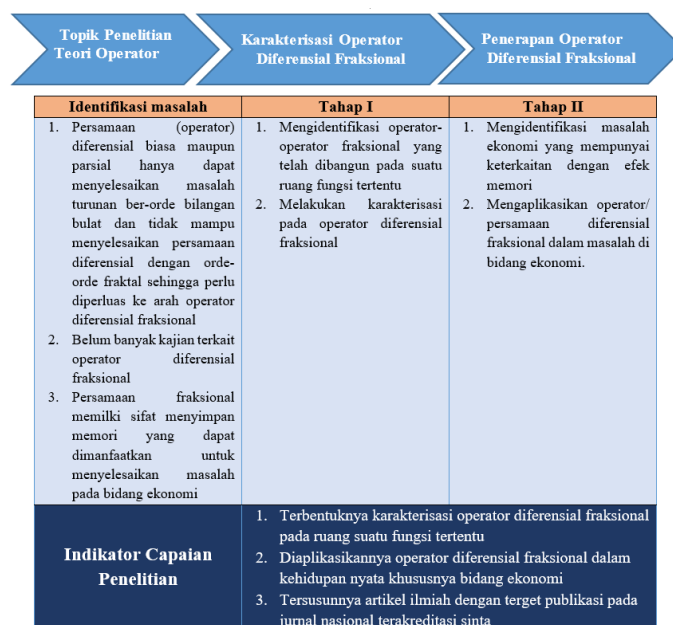 Topik Penelitian
Teori Operator
Karakterisasi Operator
Diferensial Fraksional
Penerapan Operator
Diferensial Fraksional
Identifikasi masalah
1. Persamaan (operator)
diferensial biasa maupun
parsial hanya dapat
menyelesaikan masalah
turunan ber-orde bilangan
bulat dan tidak mampu
menyelesaikan persamaan
diferensial dengan orde-
orde fraktal sehingga perlu
diperluas ke arah operator
diferensial fraksional
2. Belum banyak kajian terkait
operator diferensial
fraksional
3. Persamaan fraksional
memilki sifat menyimpan
memori yang dapat
dimanfaatkan untuk
menyelesaikan masalah
pada bidang ekonomi
Tahap I
1. Mengidentifikasi operator-
operator fraksional yang
telah dibangun pada suatu
ruang fungsi tertentu
2. Melakukan karakterisasi
pada operator diferensial
fraksional
Tahap II
1. Mengidentifikasi masalah
ekonomi yang mempunyai
keterkaitan dengan efek
memori
2. Mengaplikasikan operator/
persamaan diferensial
fraksional dalam masalah di
bidang ekonomi.
Indikator Capaian
Penelitian
1. Terbentuknya karakterisasi operator diferensial fraksional
pada ruang suatu fungsi tertentu
2. Diaplikasikannya operator diferensial fraksional dalam
kehidupan nyata khususnya bidang ekonomi
3. Tersusunnya artikel ilmiah dengan terget publikasi pada
jurnal nasional terakreditasi sinta